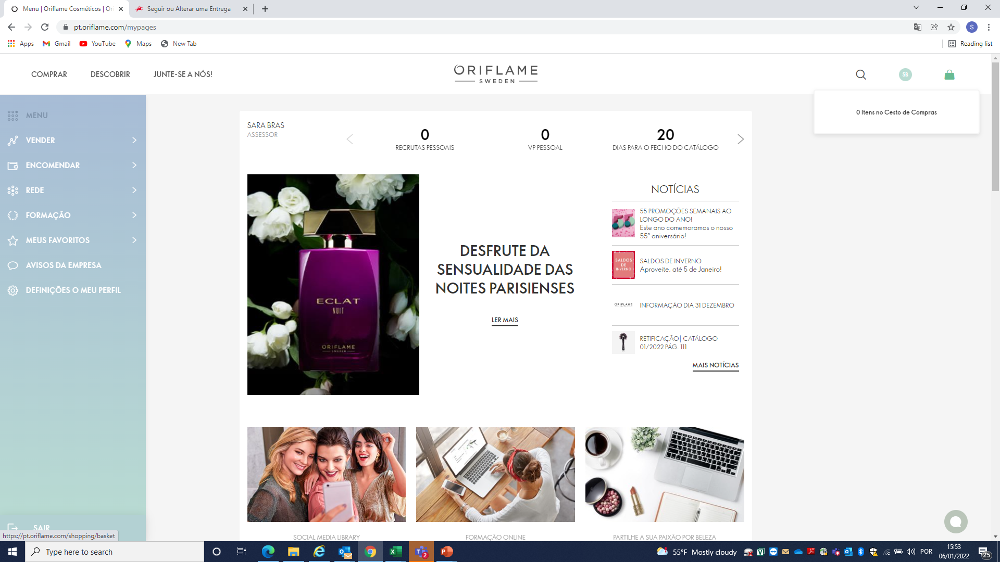 Menu | Oriflame Cosméticos | Or
Seguir ou Alterar uma Entrega
pt.oriflame.com/mypages
S
Apps
Gmail
YouTube
Maps
New Tab
Reading list
COMPRAR
DESCOBRIR
JUNTE-SE A NÓS!
ORIFLAME
SWEDEN
SB
0 Itens no Cesto de Compras
MENU
VENDER
ENCOMENDAR
REDE
FORMAÇÃO
MEUS FAVORITOS
AVISOS DA EMPRESA
DEFINIÇÕES O MEU PERFIL
SAIR
https://pt.oriflame.com/shopping/basket
SARA BRAS
ASSESSOR
0
RECRUTAS PESSOAIS
0
VP PESSOAL
20
DIAS PARA O FECHO DO CATÁLOGO
ECLAT
NUIT
ORIFLAME
SWEDEN
DESFRUTE DA
SENSUALIDADE DAS
NOITES PARISIENSES
LER MAIS
NOTÍCIAS
55 PROMOÇÕES SEMANAIS AO
LONGO DO ANO!
Este ano comemoramos o nosso
55º aniversário!
SALDOS
DE
INVERNO
SALDOS DE INVERNO
Aproveite, até 5 de Janeiro!
ORIFLAME
INFORMAÇÃO DIA 31 DEZEMBRO
RETIFICAÇÃO| CATÁLOGO
01/2022 PÁG. 111
MAIS NOTÍCIAS
SOCIAL MEDIA LIBRARY
FORMAÇÃO ONLINE
PARTILHE A SUA PAIXÃO POR BELEZA
Type here to search
2
55°F Mostly cloudy
POR
15:53
06/01/2022
25